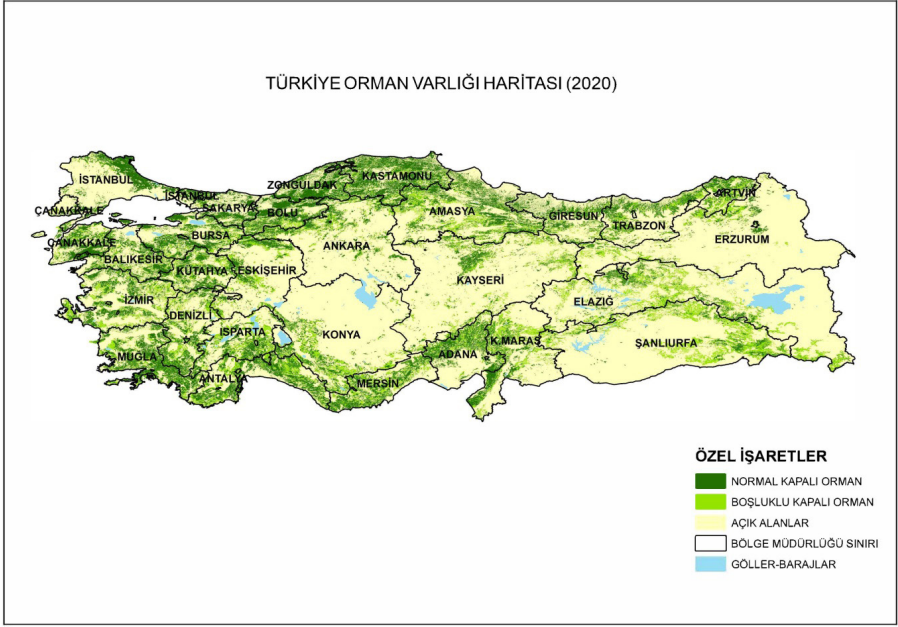 TÜRKİYE ORMAN VARLIĞI HARİTASI (2020)
İSTANBUL
ZONGULDAK
KASTAMONU
İSTANBUL
ARTVİN
ÇANAKKALE
SAKARYA
BOLU
AMASYA
GİRESUN
TRABZON
ÇANAKKALE
BURSA
ANKARA
ERZURUM
BALIKESİR
KÜTAHYA
ESKİŞEHİR
KAYSERİ
İZMİR
ELAZIĞ
DENİZLİ
ISPARTA
KONYA
K.MARAŞ
ŞANLIURFA
MUĞLA
ADANA
ANTALYA
MERSİN
ÖZEL İŞARETLER
NORMAL KAPALI ORMAN
BOŞLUKLU KAPALI ORMAN
AÇIK ALANLAR
BÖLGE MÜDÜRLÜĞÜ SINIRI
GÖLLER-BARAJLAR